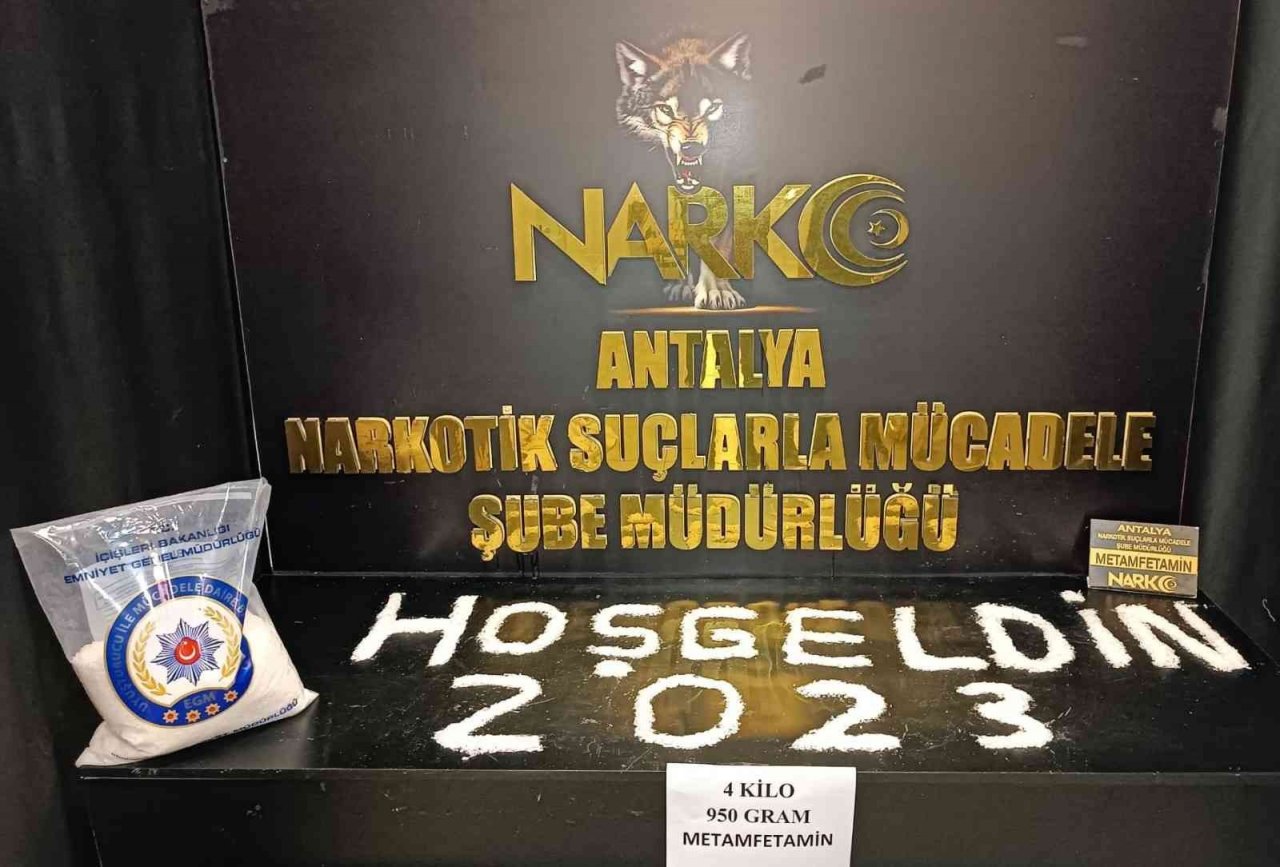 NARKO
ANTALYA
NARKOTİK SUÇLARLA MÜCADELE
ŞUBE MÜDÜRLÜĞÜ
İÇİŞLERİ BAKANLIĞI
EMNİYET GENEL MÜDÜRLÜĞÜ
UYUŞTURUCU İLE MÜCADELE DAİRE
EGM
ANTALYA
NARKOTİK SUÇLARLA MÜCADELE
ŞUBE MÜDÜRLÜĞÜ
METAMFETAMİN
NARKO
HOŞGELDİN
2023
4 KİLO
950 GRAM
METAMFETAMİN